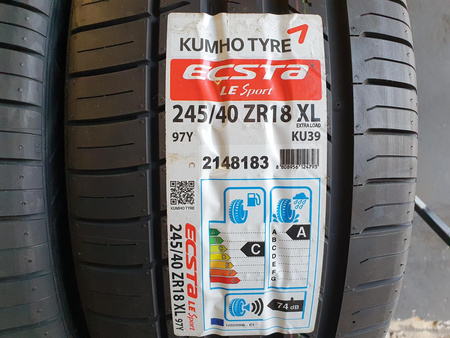 KUMHO TYRE
ECSTA
LE Sport
245/40 ZR18 XL
EXTRA LOAD
97Y KU39
2148183
KUMHO TYRE
A
B
C
D
E
F
G
C
A
74 dB
ECSTA
LE Sport
245/40 ZR18 XL 97Y